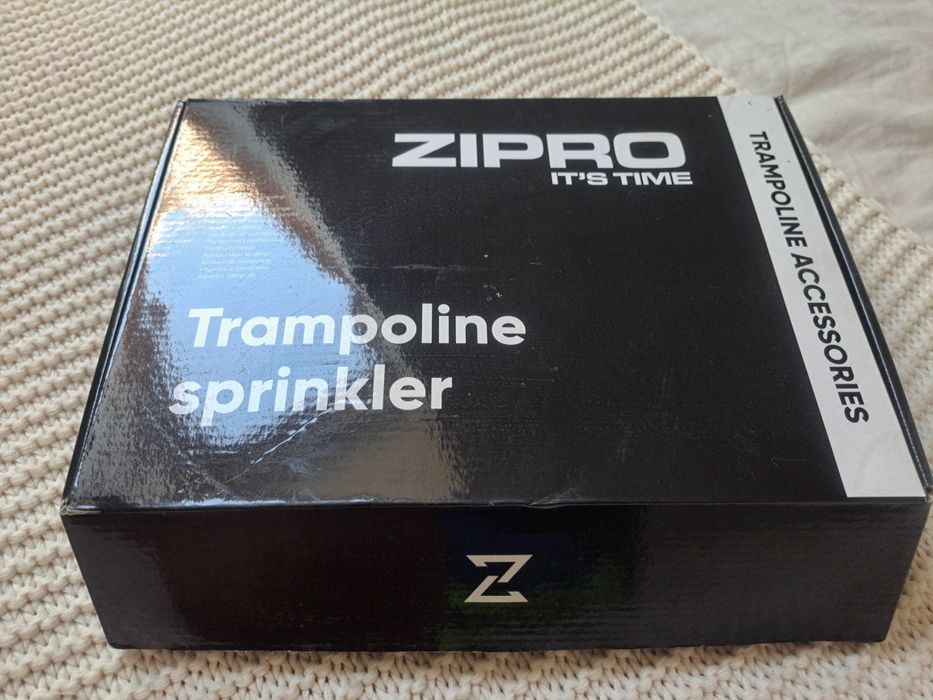 ZIPRO
IT'S TIME
TRAMPOLINE ACCESSORIES
Trampoline
sprinkler
Z